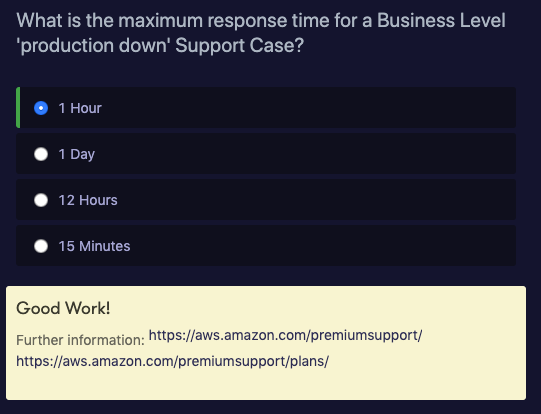 What is the maximum response time for a Business Level
'production down' Support Case?
1 Hour
1 Day
12 Hours
15 Minutes
Good Work!
Further information: https://aws.amazon.com/premiumsupport/
https://aws.amazon.com/premiumsupport/plans/